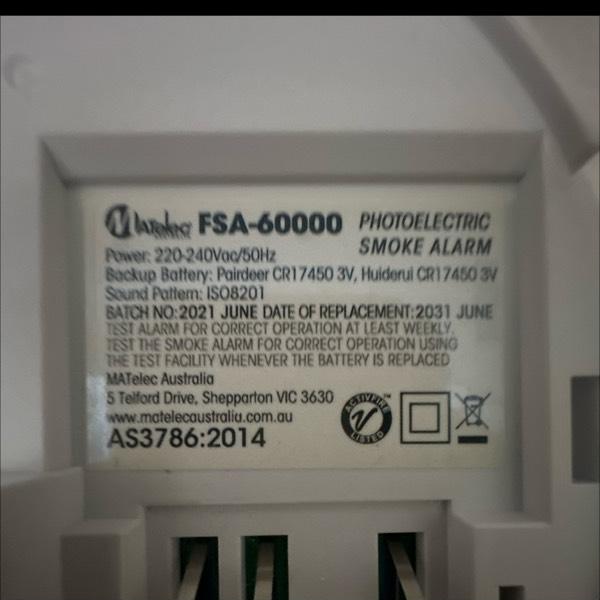 MATelec FSA-60000 PHOTOELECTRIC
SMOKE ALARM
Power: 220-240Vac/50Hz
Backup Battery: Pairdeer CR17450 3V, Huiderui CR17450 3V
Sound Pattern: ISO8201
BATCH NO:2021 JUNE DATE OF REPLACEMENT:2031 JUNE
TEST ALARM FOR CORRECT OPERATION AT LEAST WEEKLY.
TEST THE SMOKE ALARM FOR CORRECT OPERATION USING
THE TEST FACILITY WHENEVER THE BATTERY IS REPLACED
MATelec Australia
5 Telford Drive, Shepparton VIC 3630
www.matelecaustralia.com.au
AS3786:2014
ACTIVFIRE
LISTED